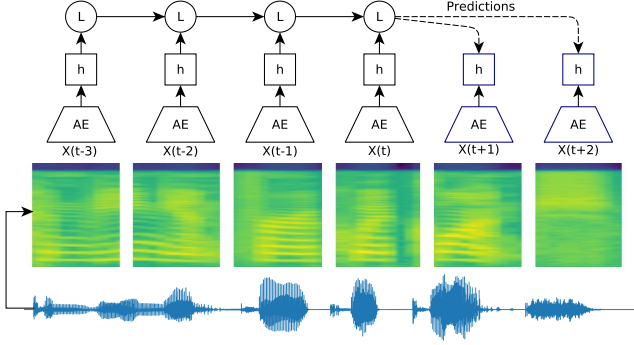 Predictions
L L L L
h h h h h h
AE AE AE AE AE AE
X(t-3) X(t-2) X(t-1) X(t) X(t+1) X(t+2)